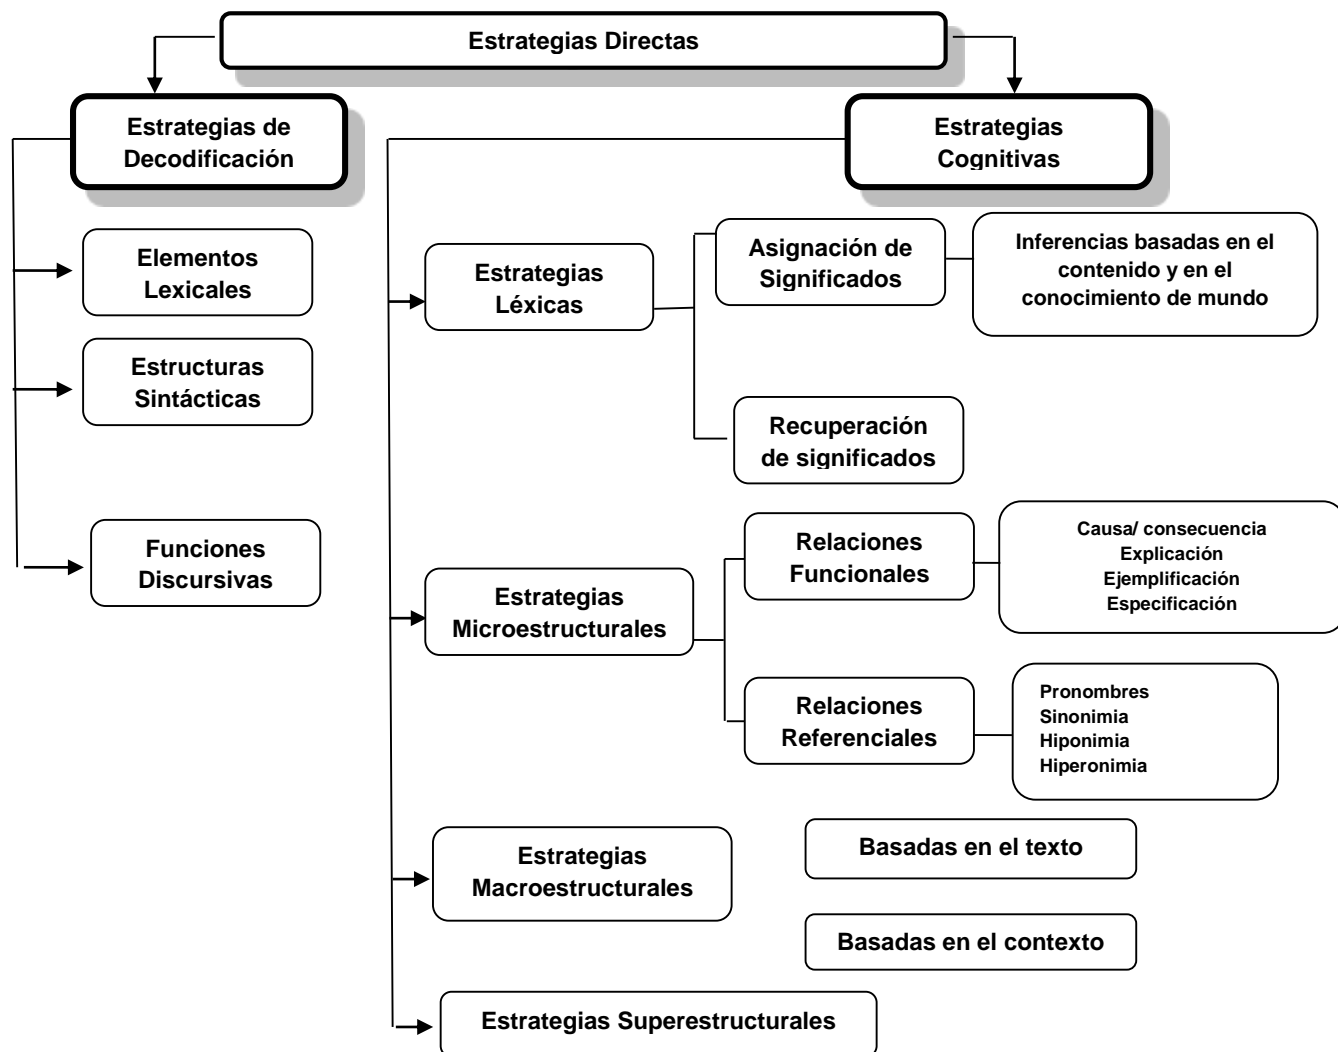 Estrategias Directas
Estrategias de
Decodificación
Estrategias
Cognitivas
Elementos
Lexicales
Estructuras
Sintácticas
Funciones
Discursivas
Estrategias
Léxicas
Asignación de
Significados
Inferencias basadas en el
contenido y en el
conocimiento de mundo
Recuperación
de significados
Estrategias
Microestructurales
Relaciones
Funcionales
Causa/ consecuencia
Explicación
Ejemplificación
Especificación
Relaciones
Referenciales
Pronombres
Sinonimia
Hiponimia
Hiperonimia
Estrategias
Macroestructurales
Basadas en el texto
Basadas en el contexto
Estrategias Superestructurales